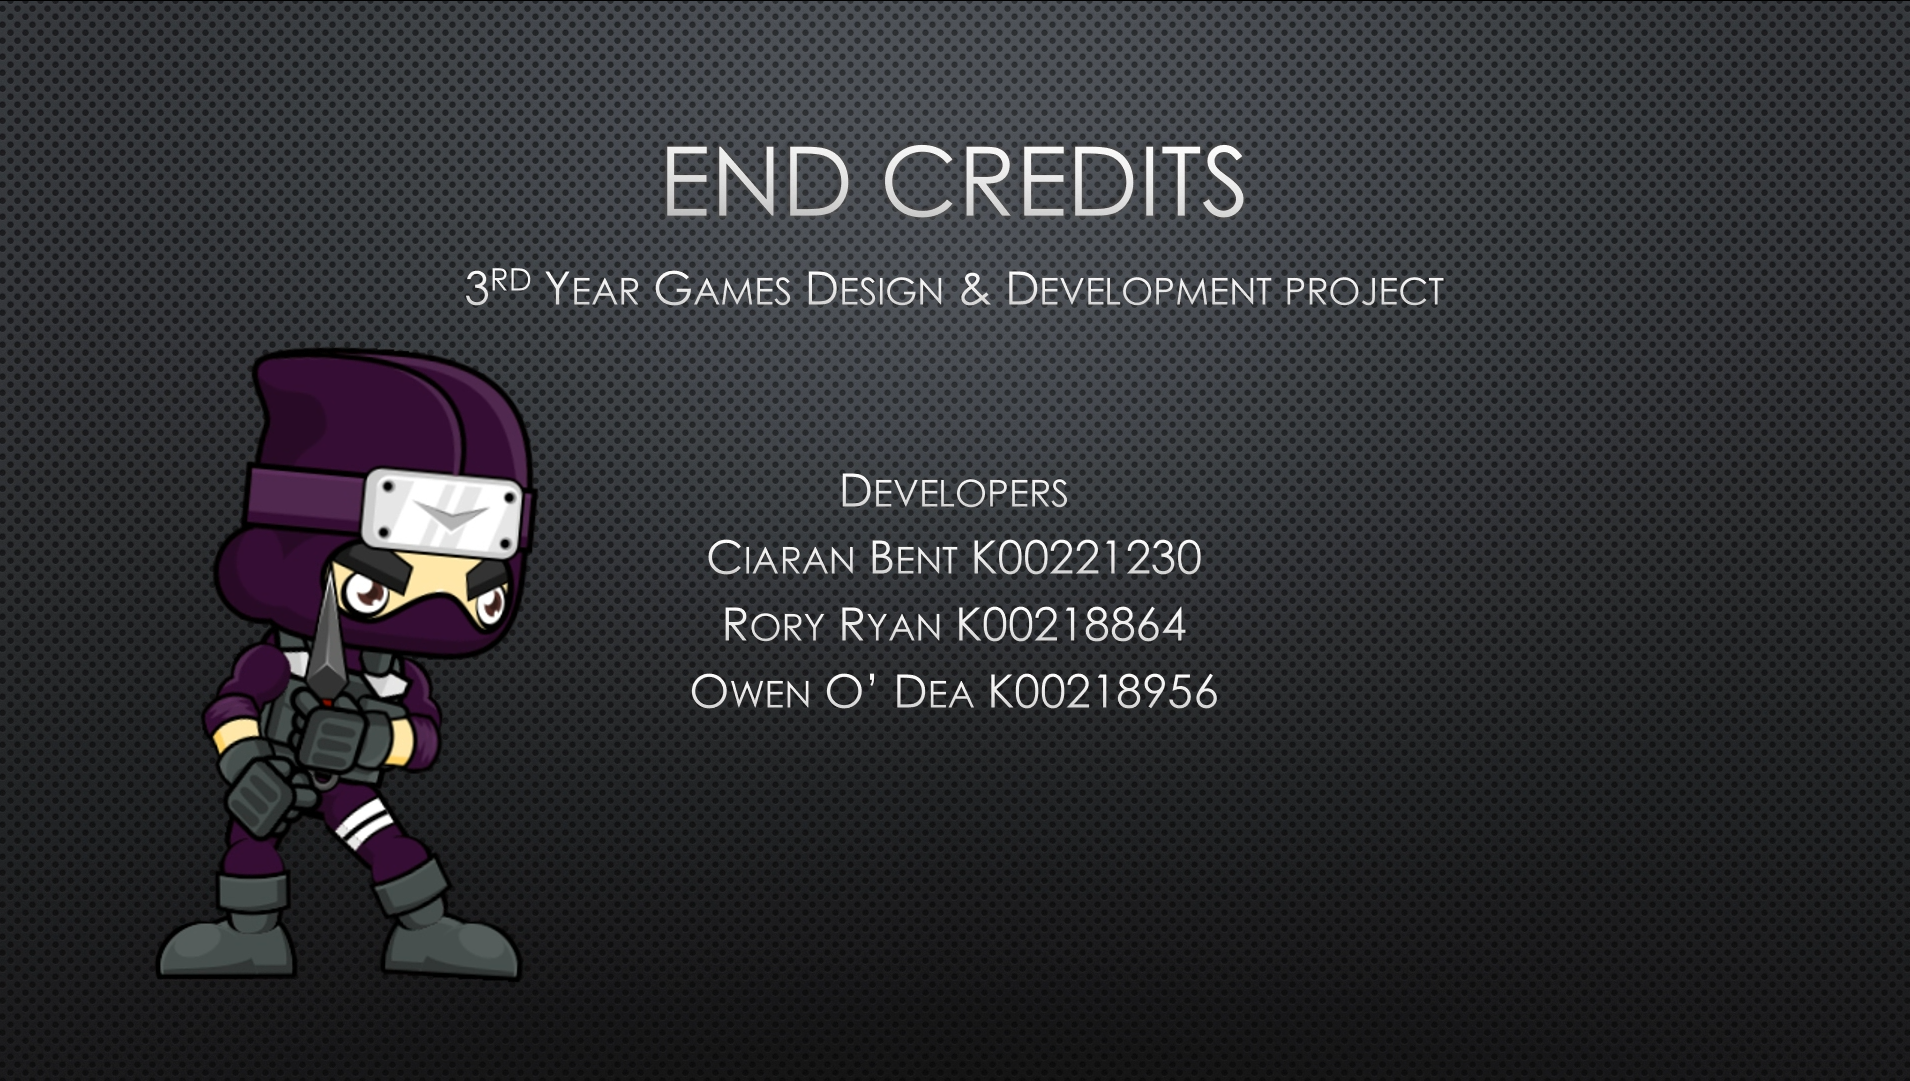 END CREDITS
3RD YEAR GAMES DESIGN & DEVELOPMENT PROJECT
DEVELOPERS
CIARAN BENT K00221230
RORY RYAN K00218864
OWEN O’ DEA K00218956